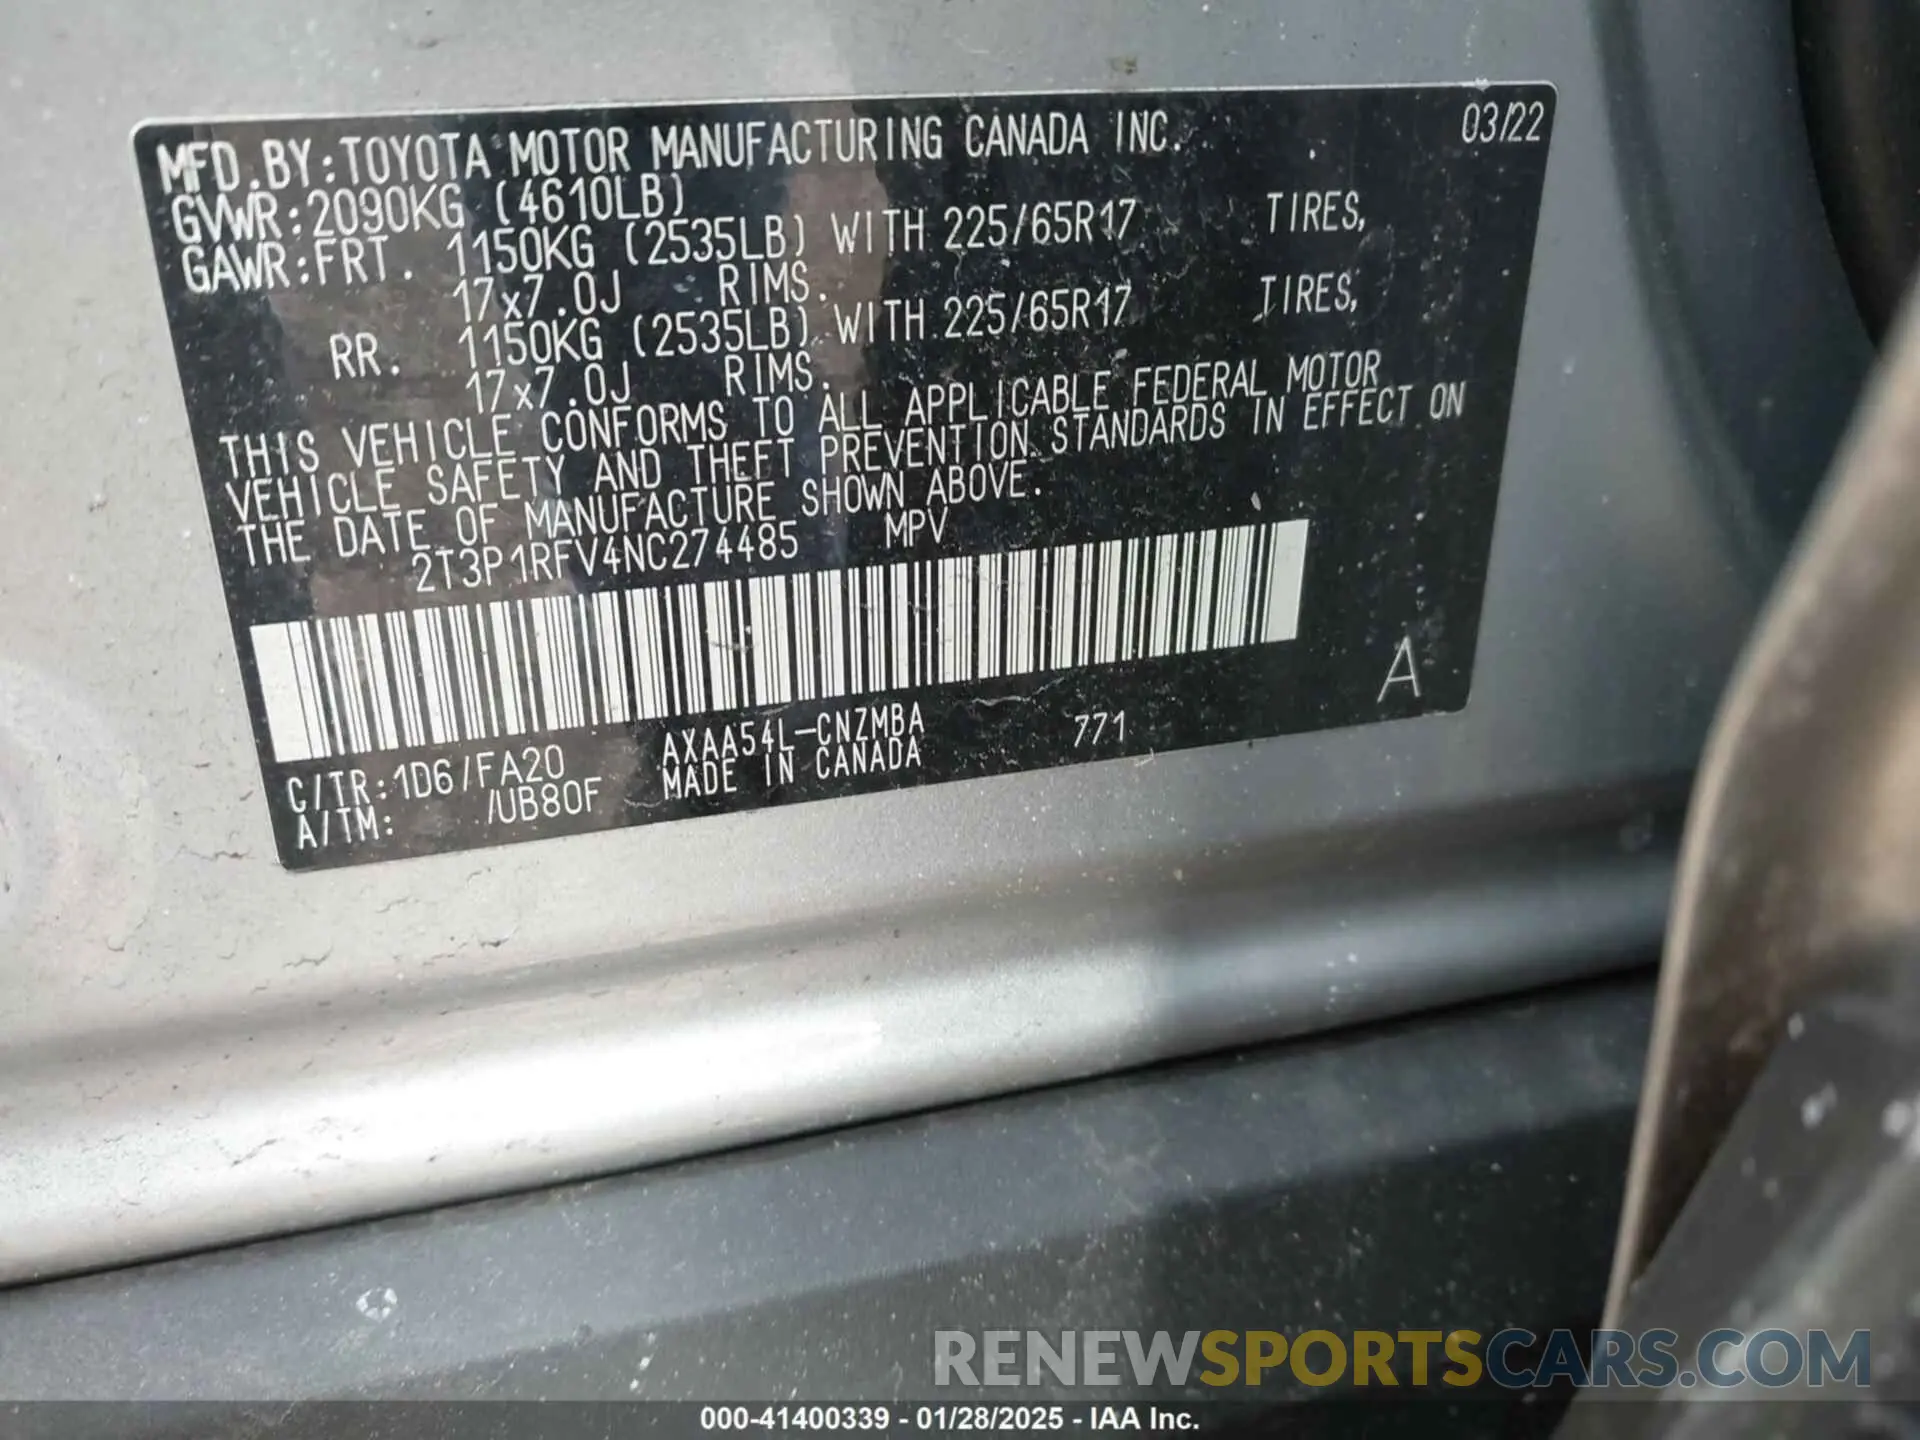 MFD.BY:TOYOTA MOTOR MANUFACTURING CANADA INC. 03/22
GVWR:2090KG (4610LB)
GAWR:FRT. 1150KG (2535LB) WITH 225/65R17 TIRES,
17x7.0J RIMS.
RR. 1150KG (2535LB) WITH 225/65R17 TIRES,
17x7.0J RIMS.
THIS VEHICLE CONFORMS TO ALL APPLICABLE FEDERAL MOTOR
VEHICLE SAFETY AND THEFT PREVENTION STANDARDS IN EFFECT ON
THE DATE OF MANUFACTURE SHOWN ABOVE.
2T3P1RFV4NC274485 MPV
A
C/TR:1D6/FA20 AXAA54L-CNZMBA 771
A/TM: /UB80F MADE IN CANADA
RENEWSPORTSCARS.COM
000-41400339 - 01/28/2025 - IAA Inc.